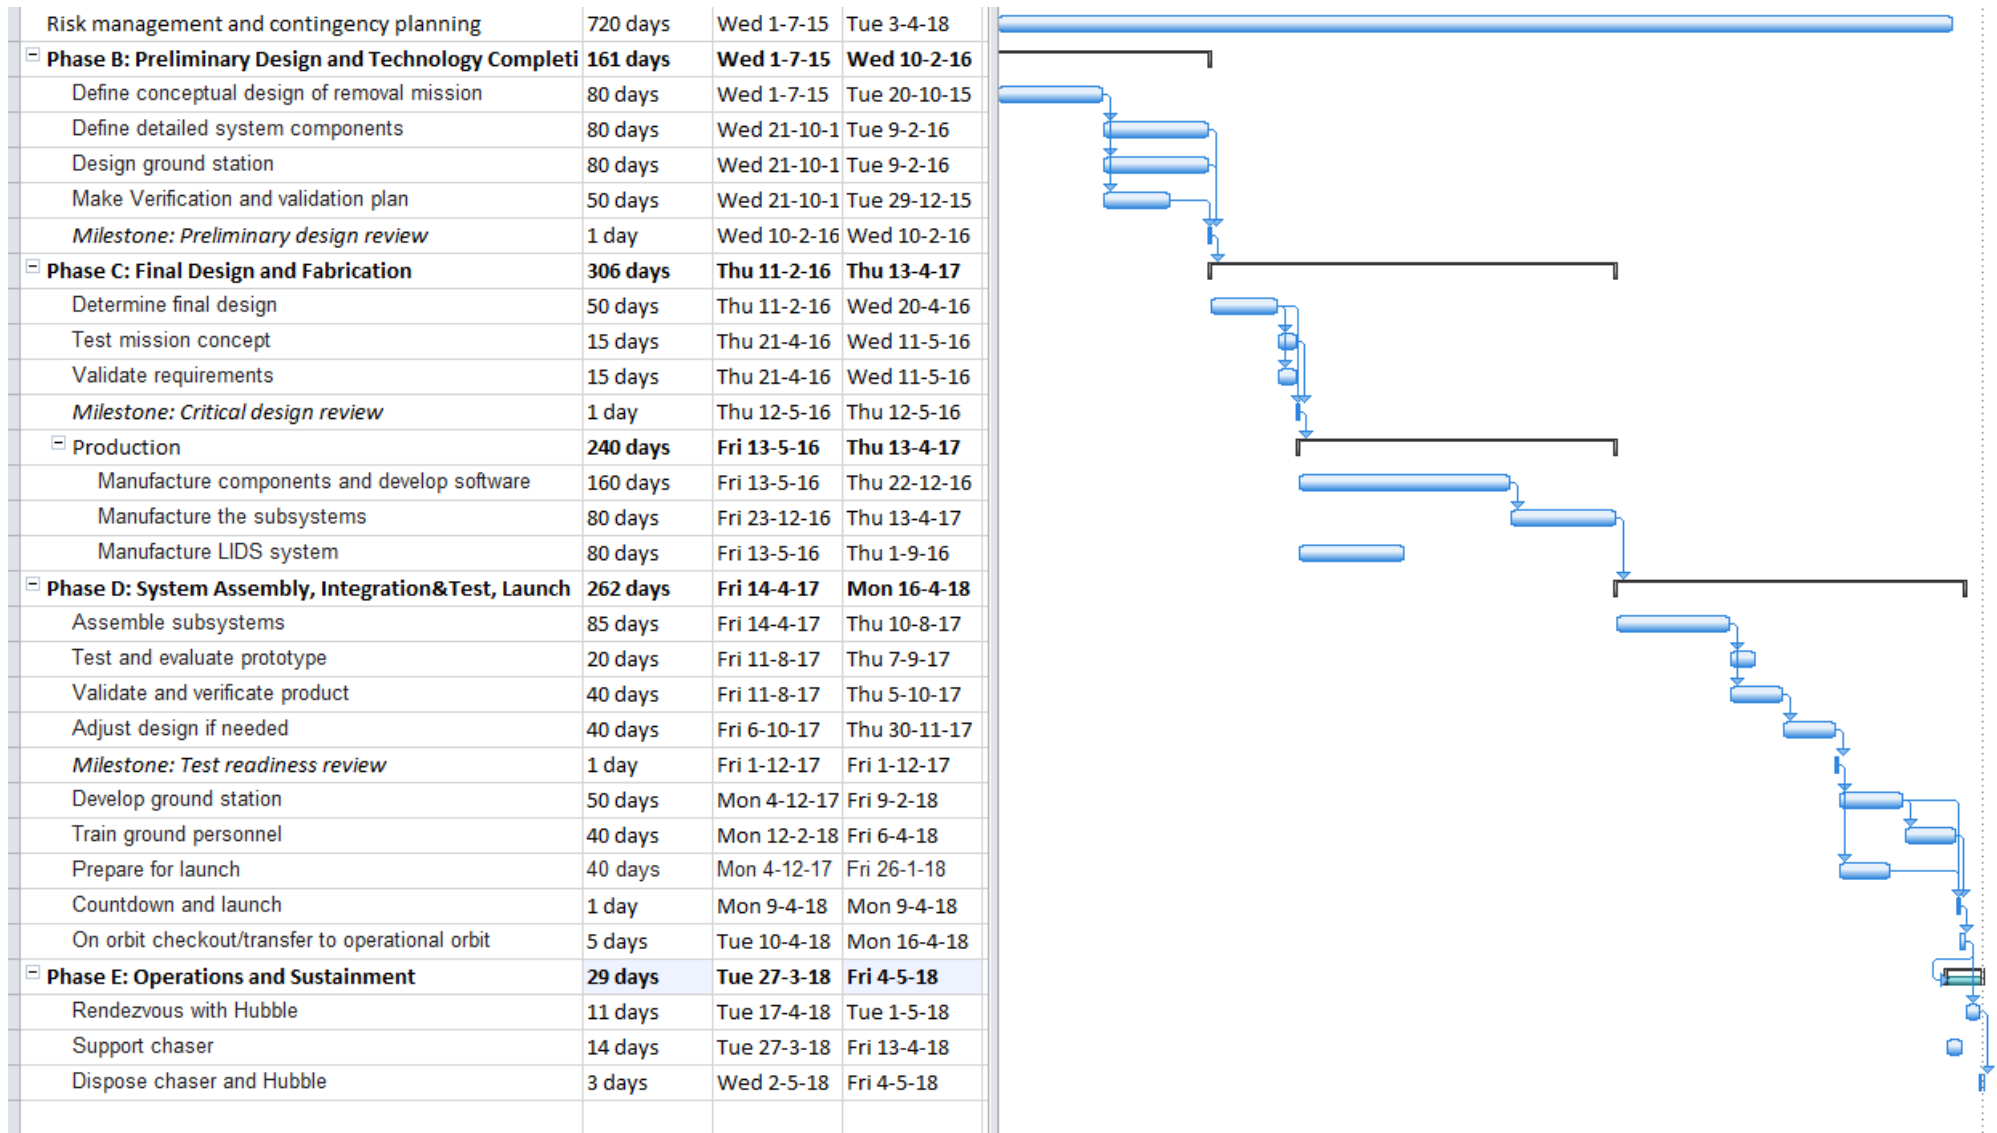 Risk management and contingency planning 720 days Wed 1-7-15 Tue 3-4-18
Phase B: Preliminary Design and Technology Completi 161 days Wed 1-7-15 Wed 10-2-16
Define conceptual design of removal mission 80 days Wed 1-7-15 Tue 20-10-15
Define detailed system components 80 days Wed 21-10-1 Tue 9-2-16
Design ground station 80 days Wed 21-10-1 Tue 9-2-16
Make Verification and validation plan 50 days Wed 21-10-1 Tue 29-12-15
Milestone: Preliminary design review 1 day Wed 10-2-16 Wed 10-2-16
Phase C: Final Design and Fabrication 306 days Thu 11-2-16 Thu 13-4-17
Determine final design 50 days Thu 11-2-16 Wed 20-4-16
Test mission concept 15 days Thu 21-4-16 Wed 11-5-16
Validate requirements 15 days Thu 21-4-16 Wed 11-5-16
Milestone: Critical design review 1 day Thu 12-5-16 Thu 12-5-16
Production 240 days Fri 13-5-16 Thu 13-4-17
Manufacture components and develop software 160 days Fri 13-5-16 Thu 22-12-16
Manufacture the subsystems 80 days Fri 23-12-16 Thu 13-4-17
Manufacture LIDS system 80 days Fri 13-5-16 Thu 1-9-16
Phase D: System Assembly, Integration&Test, Launch 262 days Fri 14-4-17 Mon 16-4-18
Assemble subsystems 85 days Fri 14-4-17 Thu 10-8-17
Test and evaluate prototype 20 days Fri 11-8-17 Thu 7-9-17
Validate and verificate product 40 days Fri 11-8-17 Thu 5-10-17
Adjust design if needed 40 days Fri 6-10-17 Thu 30-11-17
Milestone: Test readiness review 1 day Fri 1-12-17 Fri 1-12-17
Develop ground station 50 days Mon 4-12-17 Fri 9-2-18
Train ground personnel 40 days Mon 12-2-18 Fri 6-4-18
Prepare for launch 40 days Mon 4-12-17 Fri 26-1-18
Countdown and launch 1 day Mon 9-4-18 Mon 9-4-18
On orbit checkout/transfer to operational orbit 5 days Tue 10-4-18 Mon 16-4-18
Phase E: Operations and Sustainment 29 days Tue 27-3-18 Fri 4-5-18
Rendezvous with Hubble 11 days Tue 17-4-18 Tue 1-5-18
Support chaser 14 days Tue 27-3-18 Fri 13-4-18
Dispose chaser and Hubble 3 days Wed 2-5-18 Fri 4-5-18